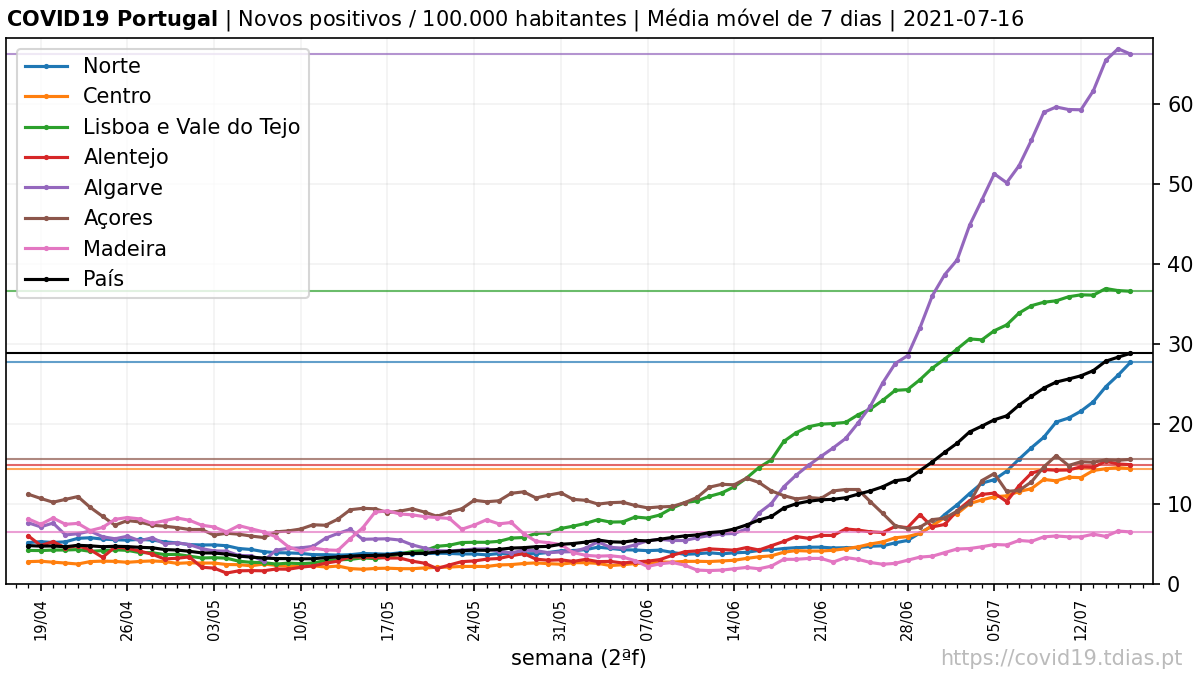 COVID19 Portugal | Novos positivos / 100.000 habitantes | Média móvel de 7 dias | 2021-07-16
Norte
Centro
Lisboa e Vale do Tejo
Alentejo
Algarve
Açores
Madeira
País
60
50
40
30
20
10
0
19/04
26/04
03/05
10/05
17/05
24/05
31/05
07/06
14/06
21/06
28/06
05/07
12/07
semana (2ªf)
https://covid19.tdias.pt